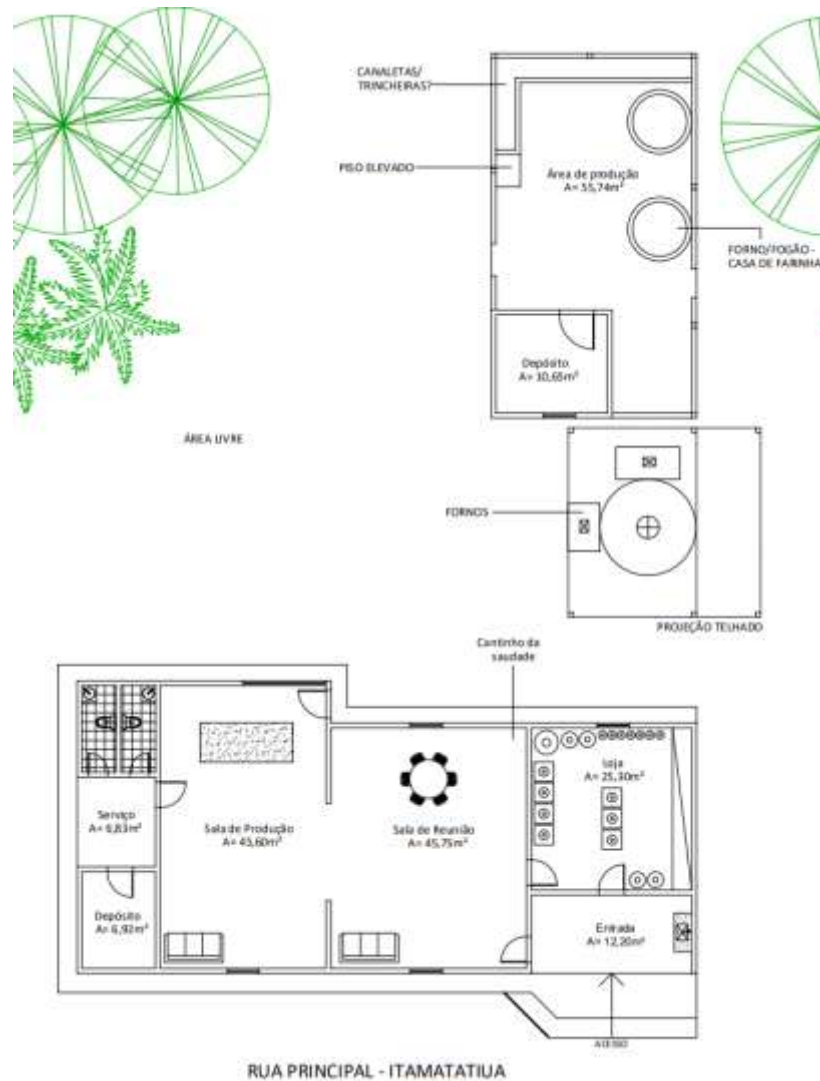 CANALETAS/
TRINCHEIRAS?
PISO ELEVADO
Área de produção
A= 55,74m²
FORNO/FOGÃO -
CASA DE FARINHA
Depósito
A= 10,65m²
ÁREA LIVRE
FORNOS
PROJEÇÃO TELHADO
Cantinho da
saudade
Loja
A= 25,30m²
Serviço
A= 6,83m²
Sala de Produção
A= 45,60m²
Sala de Reunião
A= 45,75m²
Depósito
A= 6,92m²
Entrada
A= 12,20m²
ACESSO
RUA PRINCIPAL - ITAMATATIUA